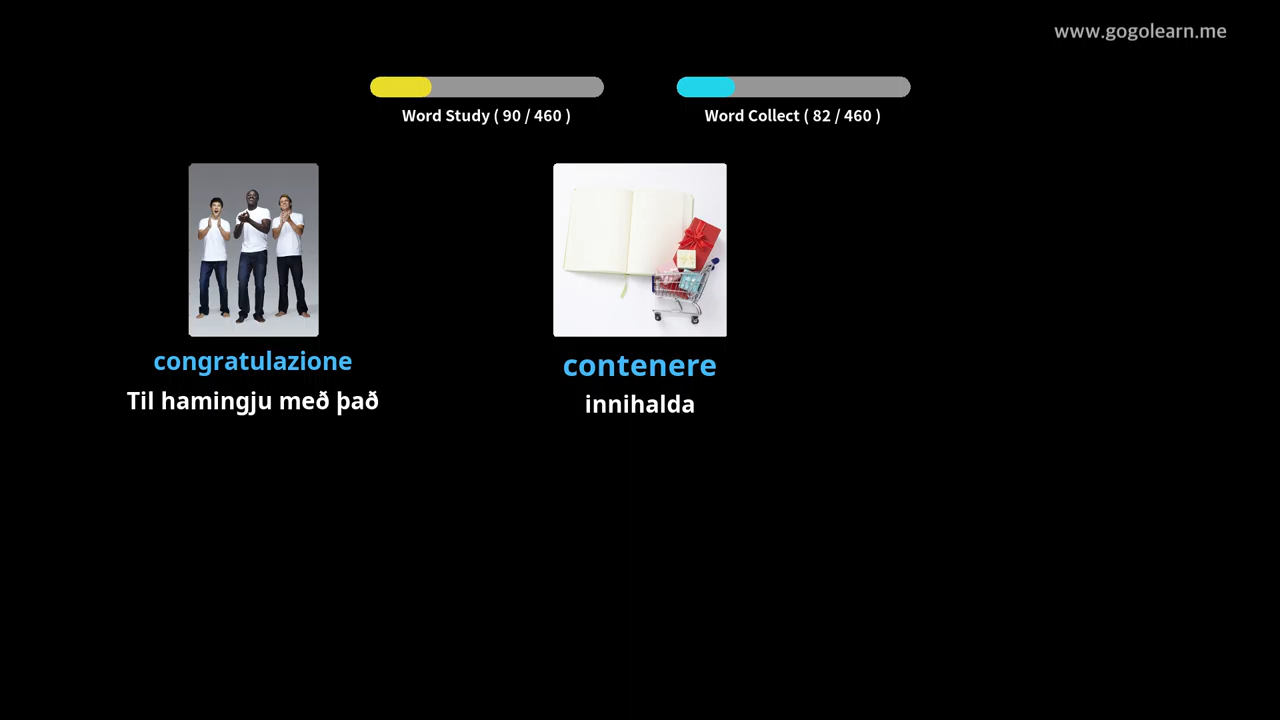 www.gogolearn.me
Word Study ( 90 / 460 )
Word Collect ( 82 / 460 )
congratulazione
Til hamingju með það
contenere
innihalda